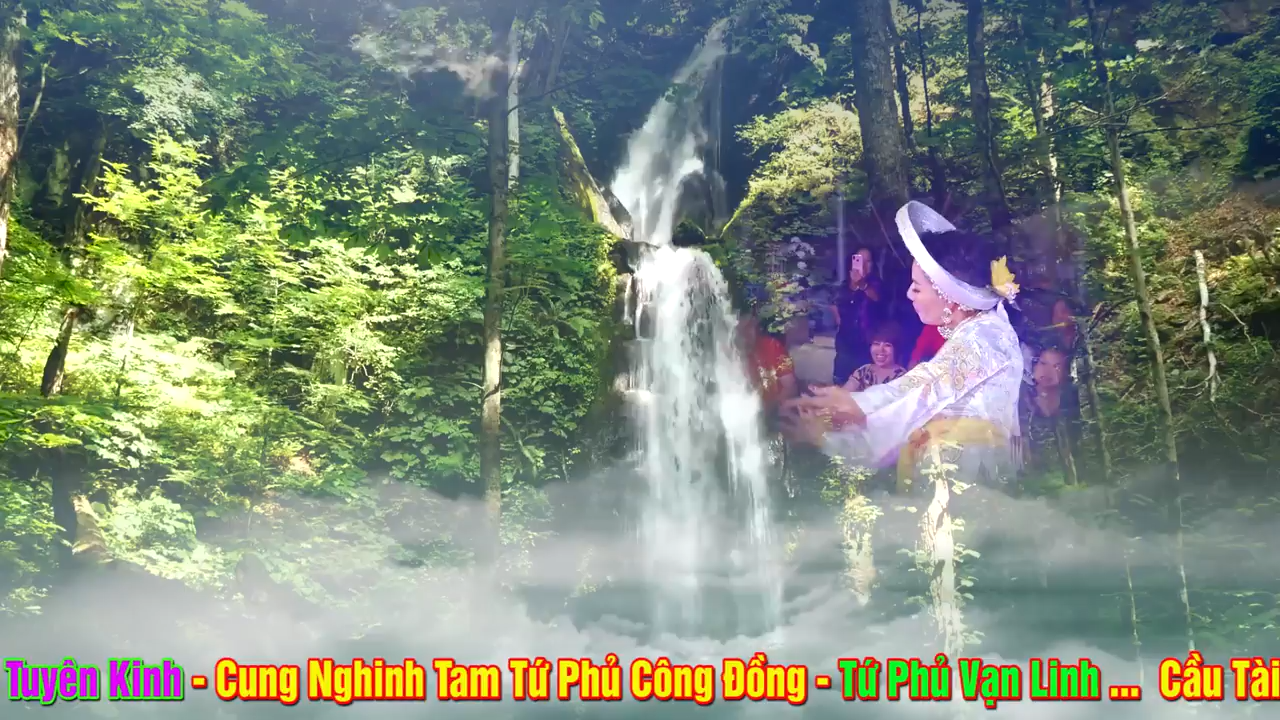 Tuyên Kinh - Cung Nghinh Tam Tứ Phủ Công Đồng - Tứ Phủ Vạn Linh ... Cầu Tài